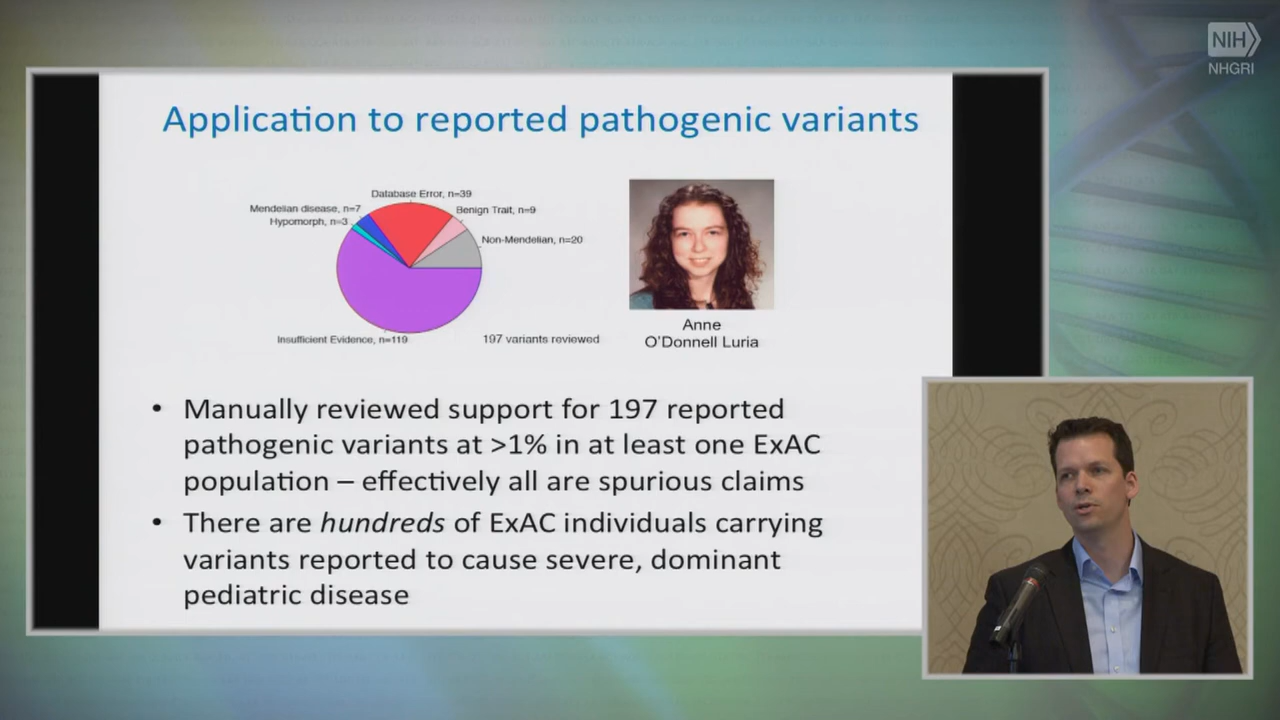 NIH
NHGRI
Application to reported pathogenic variants
Database Error, n=39
Mendelian disease, n=7
Benign Trait, n=9
Hypomorph, n=3
Non-Mendelian, n=20
Insufficient Evidence, n=119
197 variants reviewed
Anne
O'Donnell Luria
• Manually reviewed support for 197 reported
pathogenic variants at >1% in at least one ExAC
population – effectively all are spurious claims
• There are hundreds of ExAC individuals carrying
variants reported to cause severe, dominant
pediatric disease